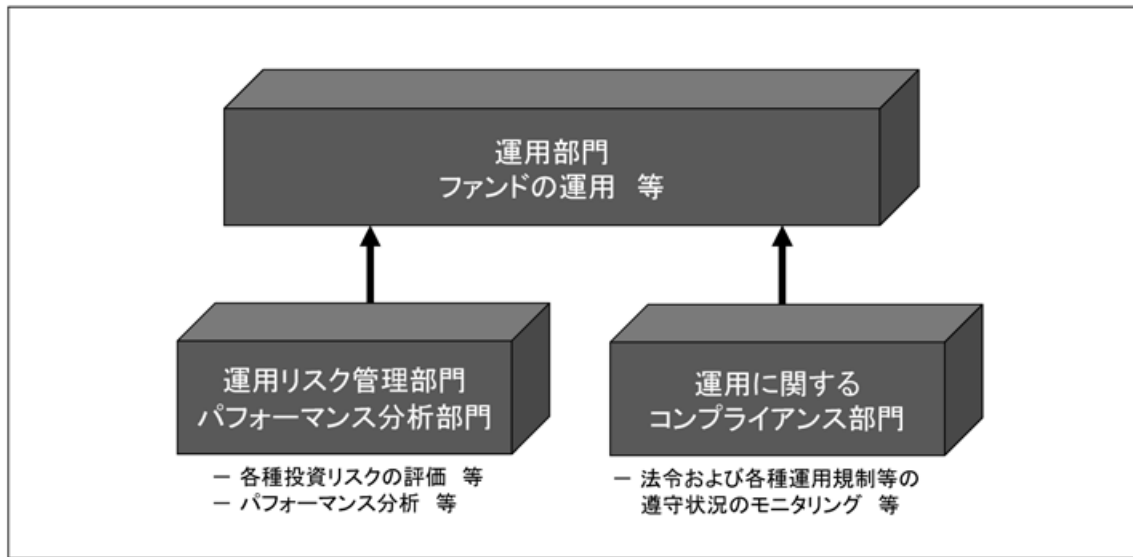 運用部門
ファンドの運用　等
運用リスク管理部門
パフォーマンス分析部門
－ 各種投資リスクの評価　等
－ パフォーマンス分析　等
運用に関する
コンプライアンス部門
－ 法令および各種運用規制等の
遵守状況のモニタリング　等